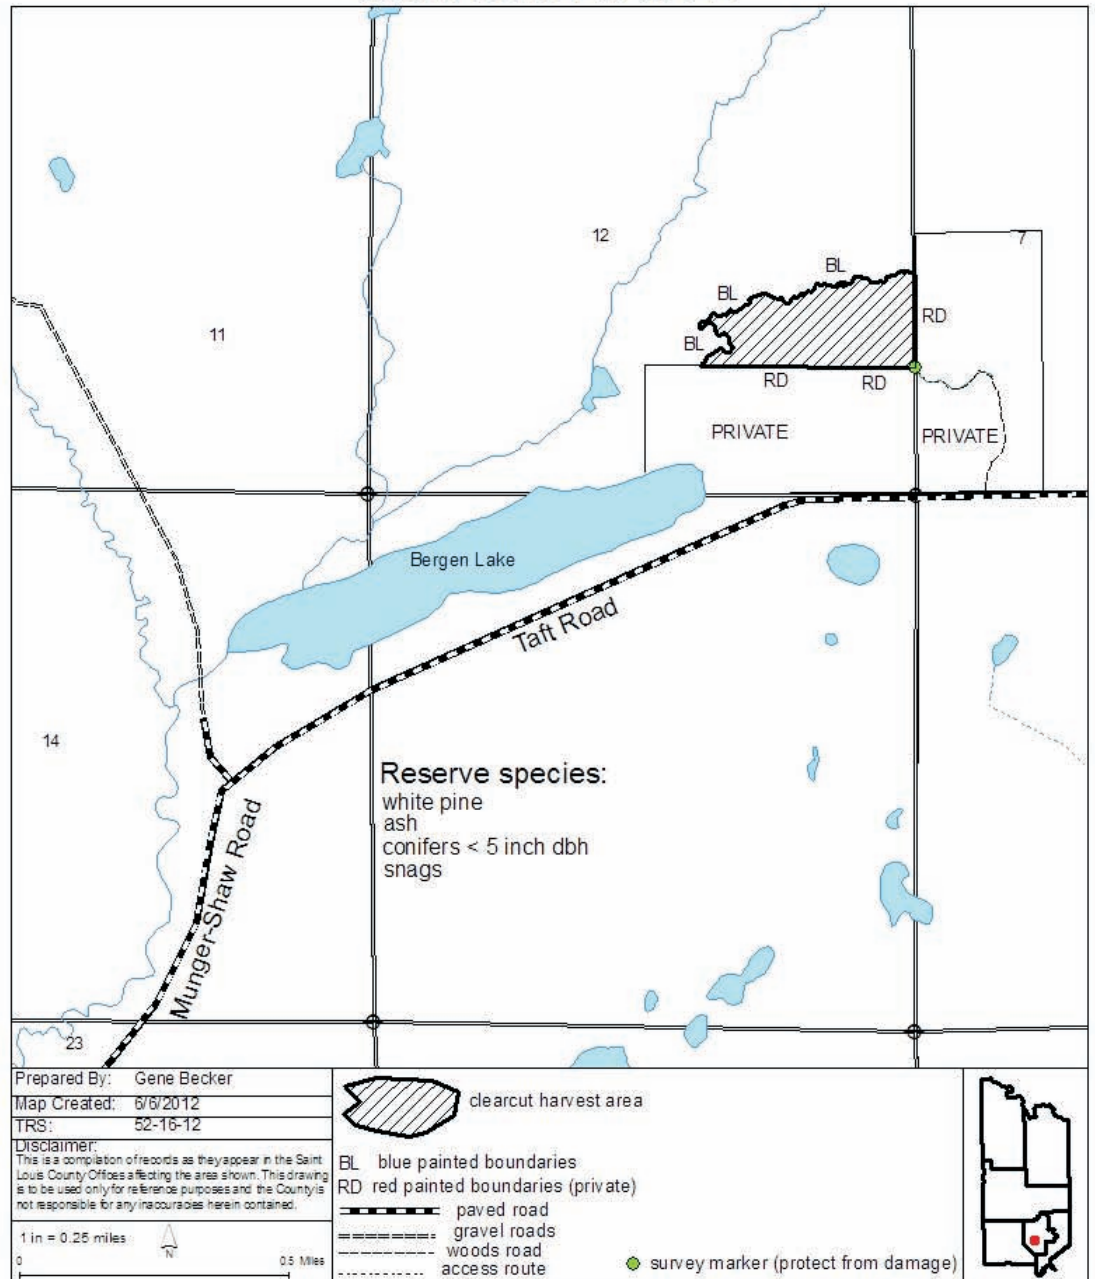 12
7
11
BL
BL
RD
BL
RD RD
PRIVATE
PRIVATE
Bergen Lake
Taft Road
14
Reserve species:
white pine
ash
conifers < 5 inch dbh
snags
Munger-Shaw Road
23
Prepared By: Gene Becker
Map Created: 6/6/2012
TRS: 52-16-12
Disclaimer:
This is a compilation of records as they appear in the Saint
Louis County Offices affecting the area shown. This drawing
is to be used only for reference purposes and the County is
not responsible for any inaccuracies herein contained.
1 in = 0.25 miles
N
0 0.5 Miles
clearcut harvest area
BL blue painted boundaries
RD red painted boundaries (private)
paved road
gravel roads
woods road
access route
survey marker (protect from damage)